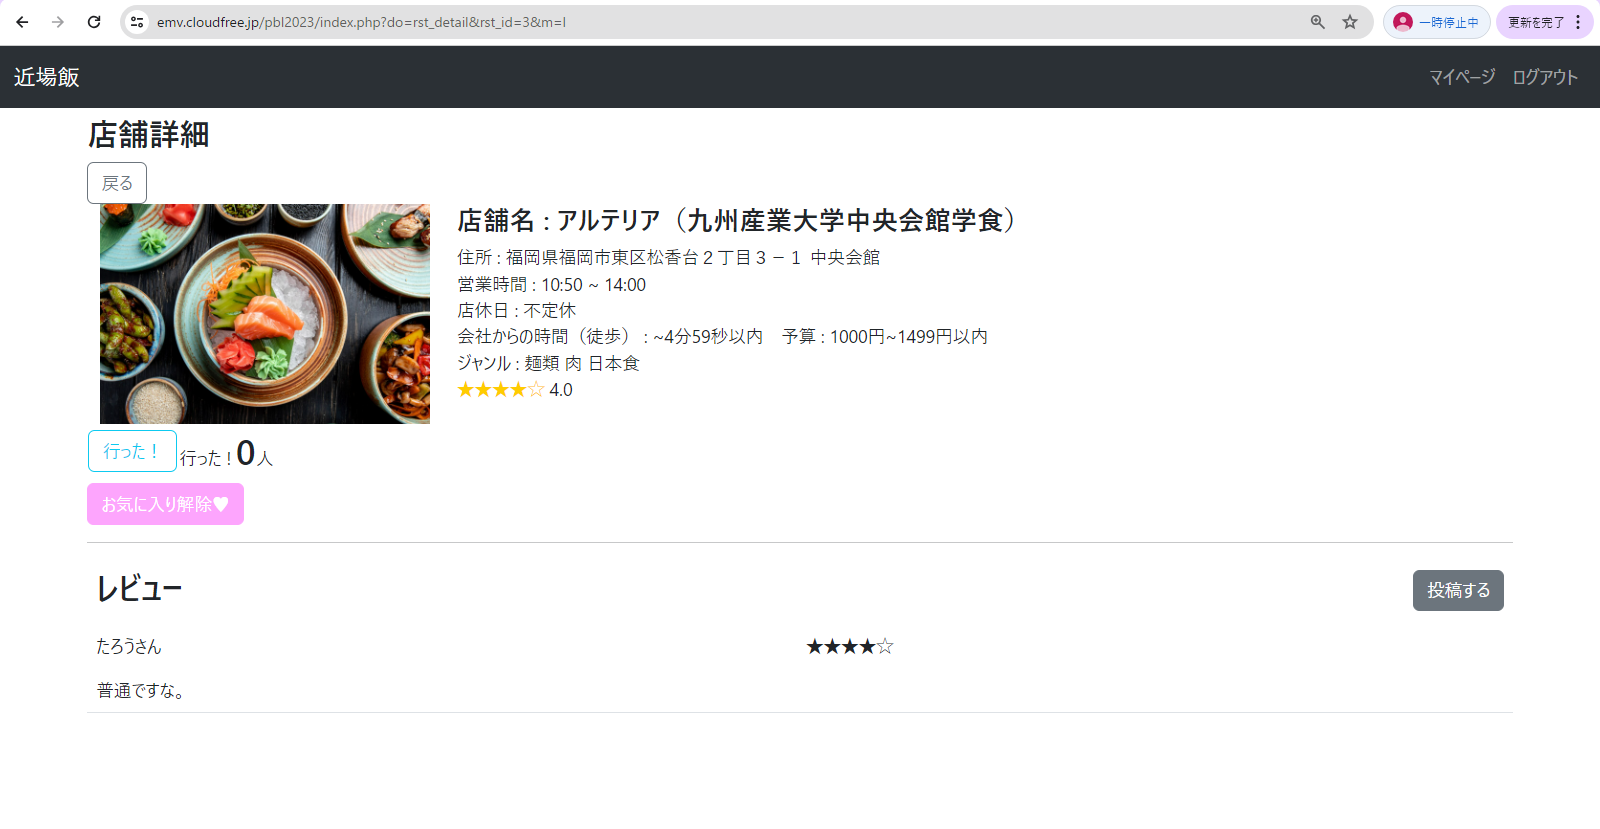 emv.cloudfree.jp/pbl2023/index.php?do=rst_detail&rst_id=3&m=l
一時停止中
更新を完了
近場飯
マイページ ログアウト
店舗詳細
戻る
店舗名 : アルテリア（九州産業大学中央会館学食）
住所 : 福岡県福岡市東区松香台２丁目３－１ 中央会館
営業時間 : 10:50 ~ 14:00
店休日 : 不定休
会社からの時間（徒歩） : ~4分59秒以内 予算 : 1000円~1499円以内
ジャンル : 麺類 肉 日本食
★★★★☆ 4.0
行った！ 行った！0人
お気に入り解除♥
レビュー
投稿する
たろうさん ★★★★☆
普通ですな。